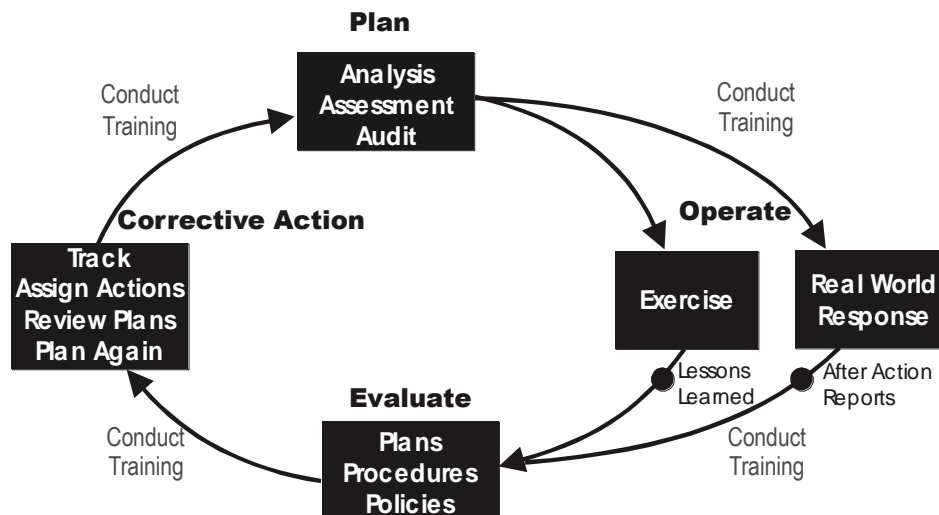 Plan
Analysis
Assessment
Audit
Conduct
Training
Conduct
Training
Operate
Exercise
Real World
Response
Lessons
Learned
After Action
Reports
Conduct
Training
Evaluate
Plans
Procedures
Policies
Conduct
Training
Corrective Action
Track
Assign Actions
Review Plans
Plan Again